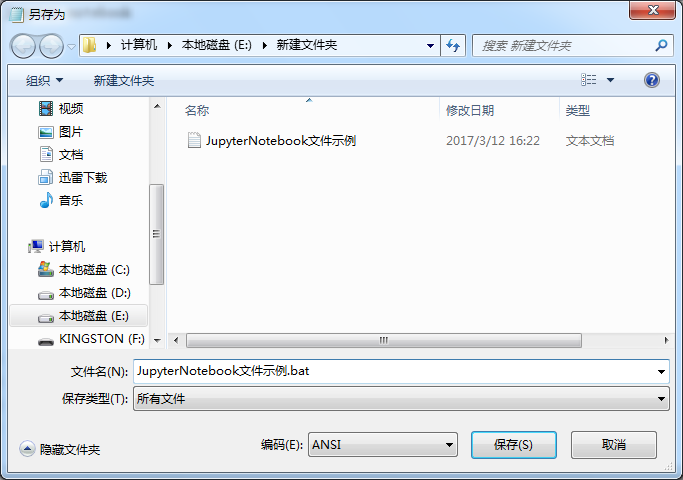 另存为
计算机 本地磁盘 (E:) 新建文件夹
搜索 新建文件夹
组织 新建文件夹
视频
图片
文档
迅雷下载
音乐
计算机
本地磁盘 (C:)
本地磁盘 (D:)
本地磁盘 (E:)
KINGSTON (F:)
名称 修改日期 类型
JupyterNotebook文件示例 2017/3/12 16:22 文本文档
文件名(N): JupyterNotebook文件示例.bat
保存类型(T): 所有文件
隐藏文件夹 编码(E): ANSI 保存(S) 取消